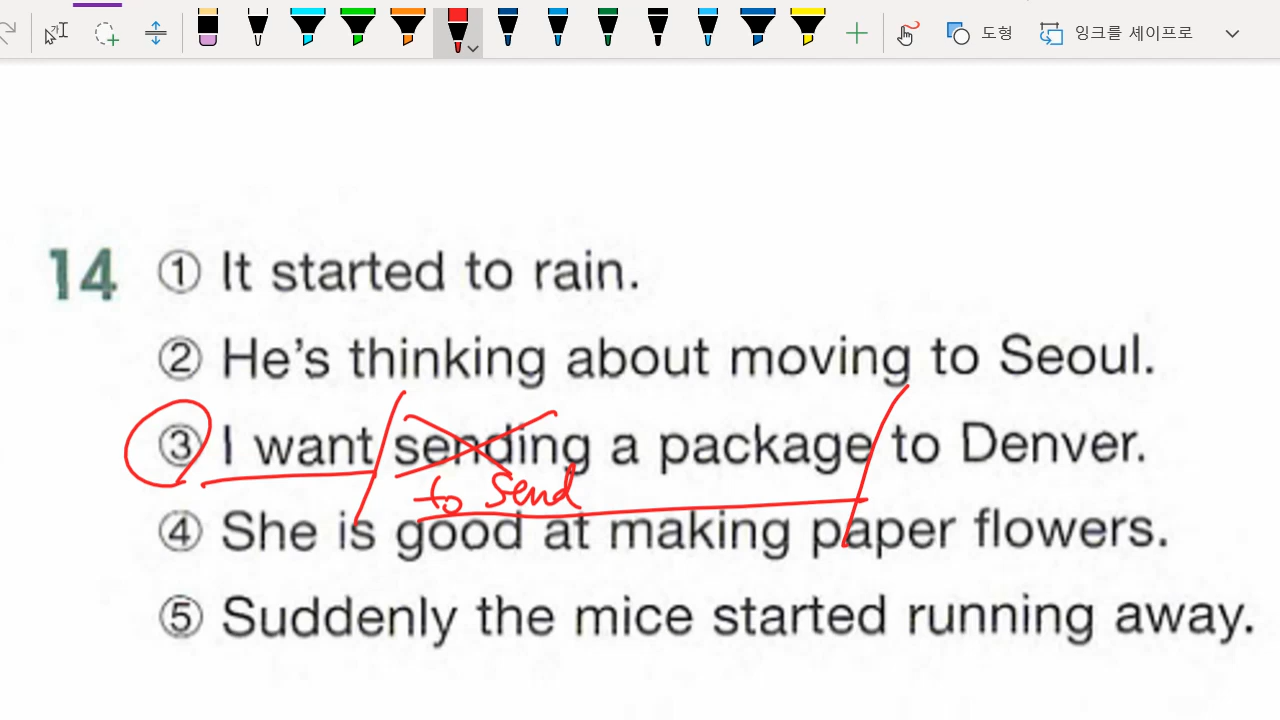 도형 잉크를 셰이프로
14 ① It started to rain.
② He's thinking about moving to Seoul.
③ I want sending a package to Denver.
to send
④ She is good at making paper flowers.
⑤ Suddenly the mice started running away.